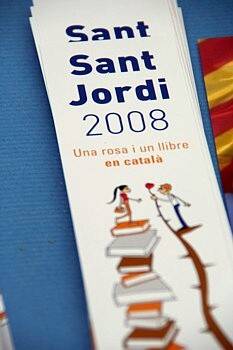 Sant
Sant
Jordi
2008
Una rosa i un llibre
en català